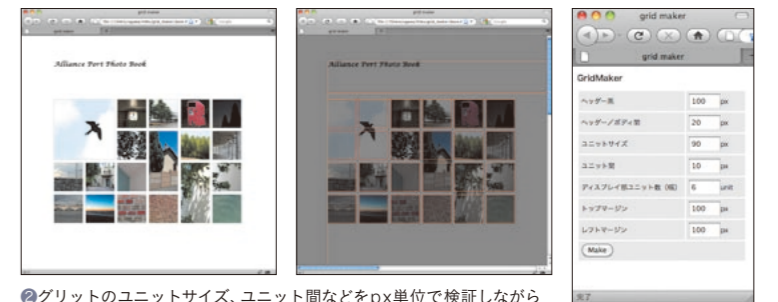 grid maker
Alliance Port Photo Book
Alliance Port Photo Book
grid maker
grid maker
GridMaker
ヘッダー高 100 px
ヘッダー／ボディ間 20 px
ユニットサイズ 90 px
ユニット間 10 px
ディスプレイ部ユニット数（幅） 6 unit
トップマージン 100 px
レフトマージン 100 px
Make
完了
❷グリットのユニットサイズ、ユニット間などをpx単位で検証しながら